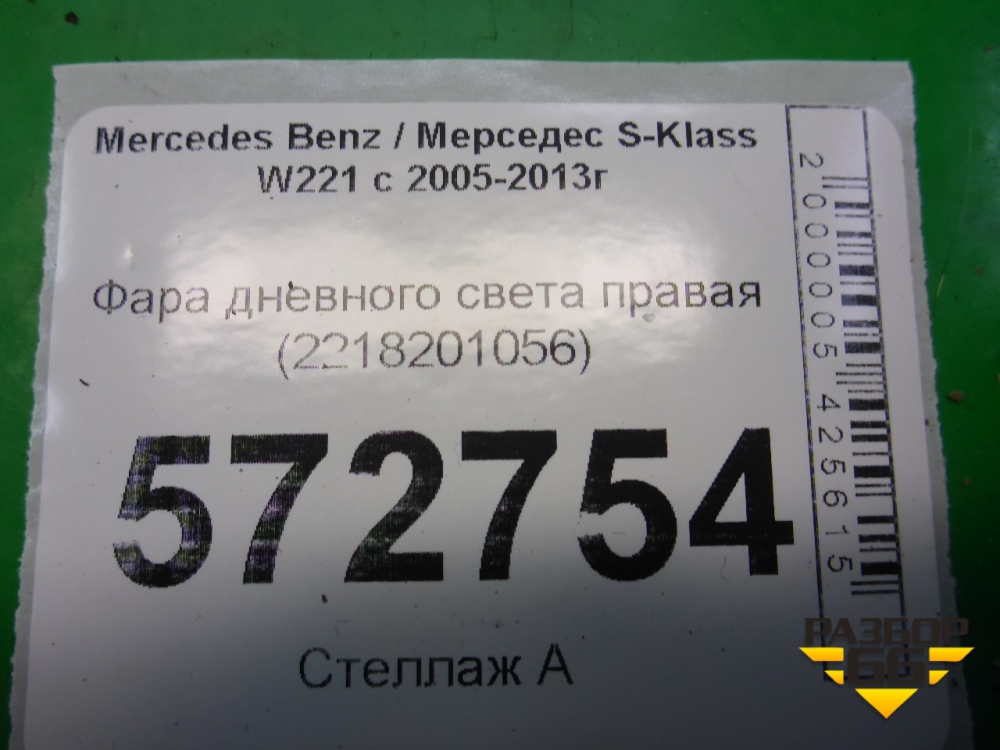 Mercedes Benz / Мерседес S-Klass
W221 с 2005-2013г
Фара дневного света правая
(2218201056)
572754
Стеллаж А
2000005425615
РАЗБОР
66